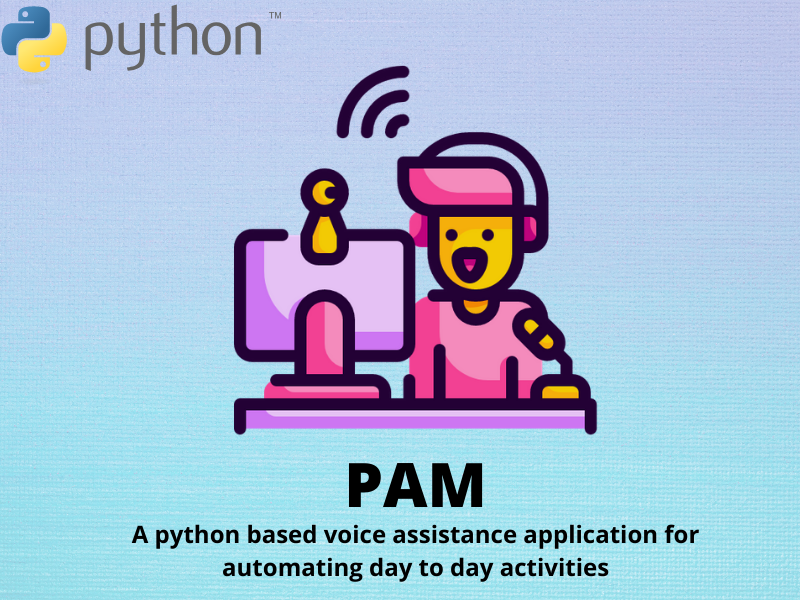 python™
PAM
A python based voice assistance application for
automating day to day activities